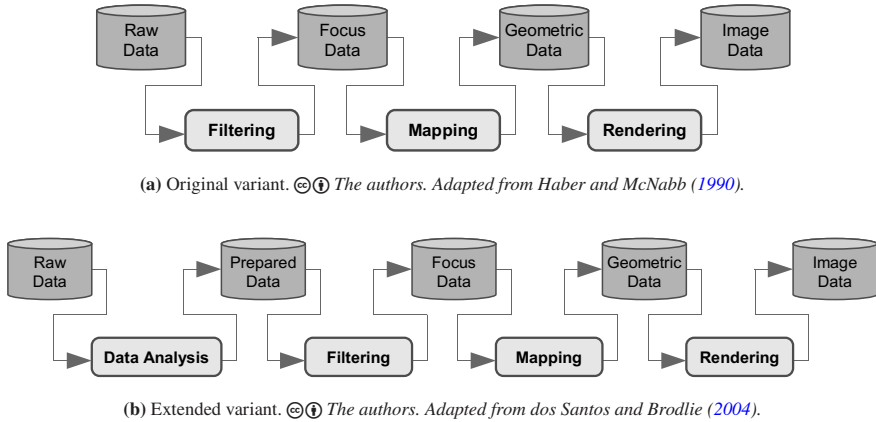 Raw Data
Focus Data
Geometric Data
Image Data
Filtering
Mapping
Rendering
(a) Original variant. The authors. Adapted from Haber and McNabb (1990).
Raw Data
Prepared Data
Focus Data
Geometric Data
Image Data
Data Analysis
Filtering
Mapping
Rendering
(b) Extended variant. The authors. Adapted from dos Santos and Brodlie (2004).